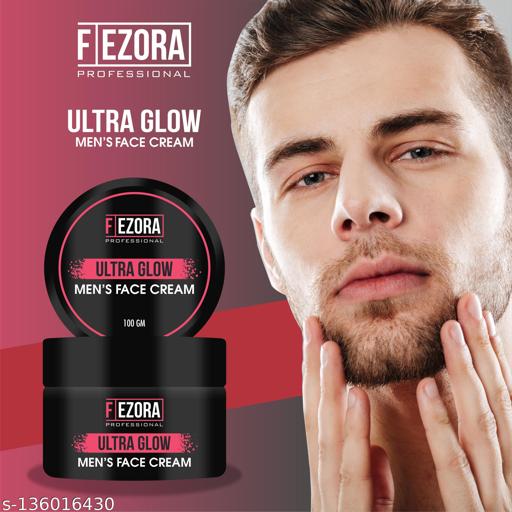 FEZORA
PROFESSIONAL
ULTRA GLOW
MEN'S FACE CREAM
FEZORA
PROFESSIONAL
ULTRA GLOW
MEN'S FACE CREAM
100 GM
FEZORA
PROFESSIONAL
ULTRA GLOW
MEN'S FACE CREAM
s-136016430